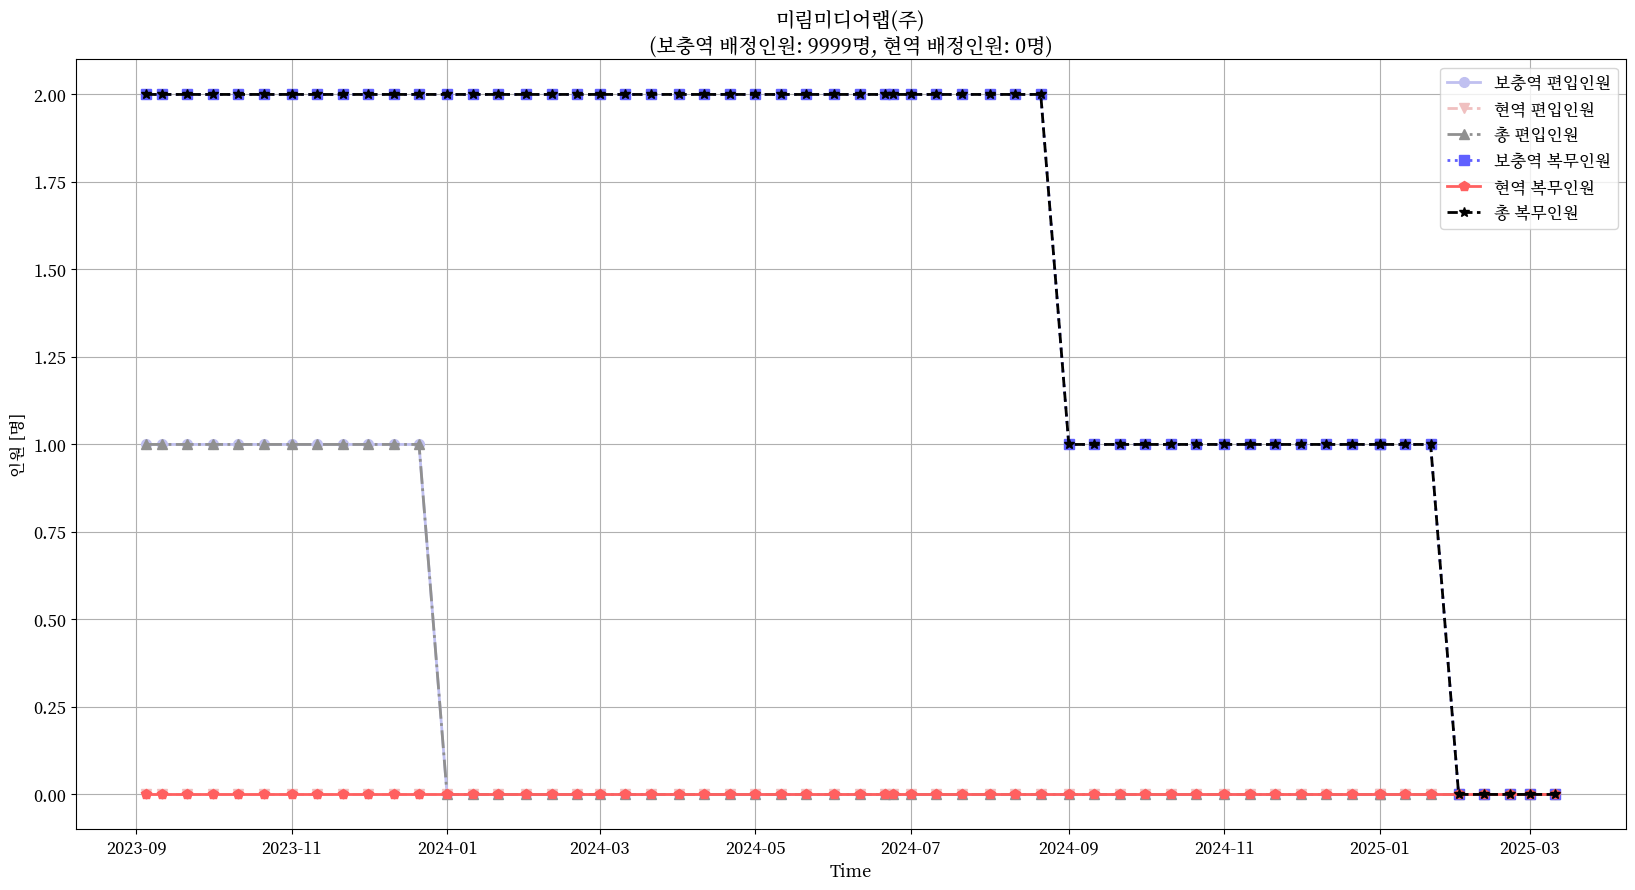 미림미디어랩(주)
(보충역 배정인원: 9999명, 현역 배정인원: 0명)
보충역 편입인원
현역 편입인원
총 편입인원
보충역 복무인원
현역 복무인원
총 복무인원
2.00
1.75
1.50
1.25
1.00
0.75
0.50
0.25
0.00
인원 [명]
2023-09
2023-11
2024-01
2024-03
2024-05
2024-07
2024-09
2024-11
2025-01
2025-03
Time